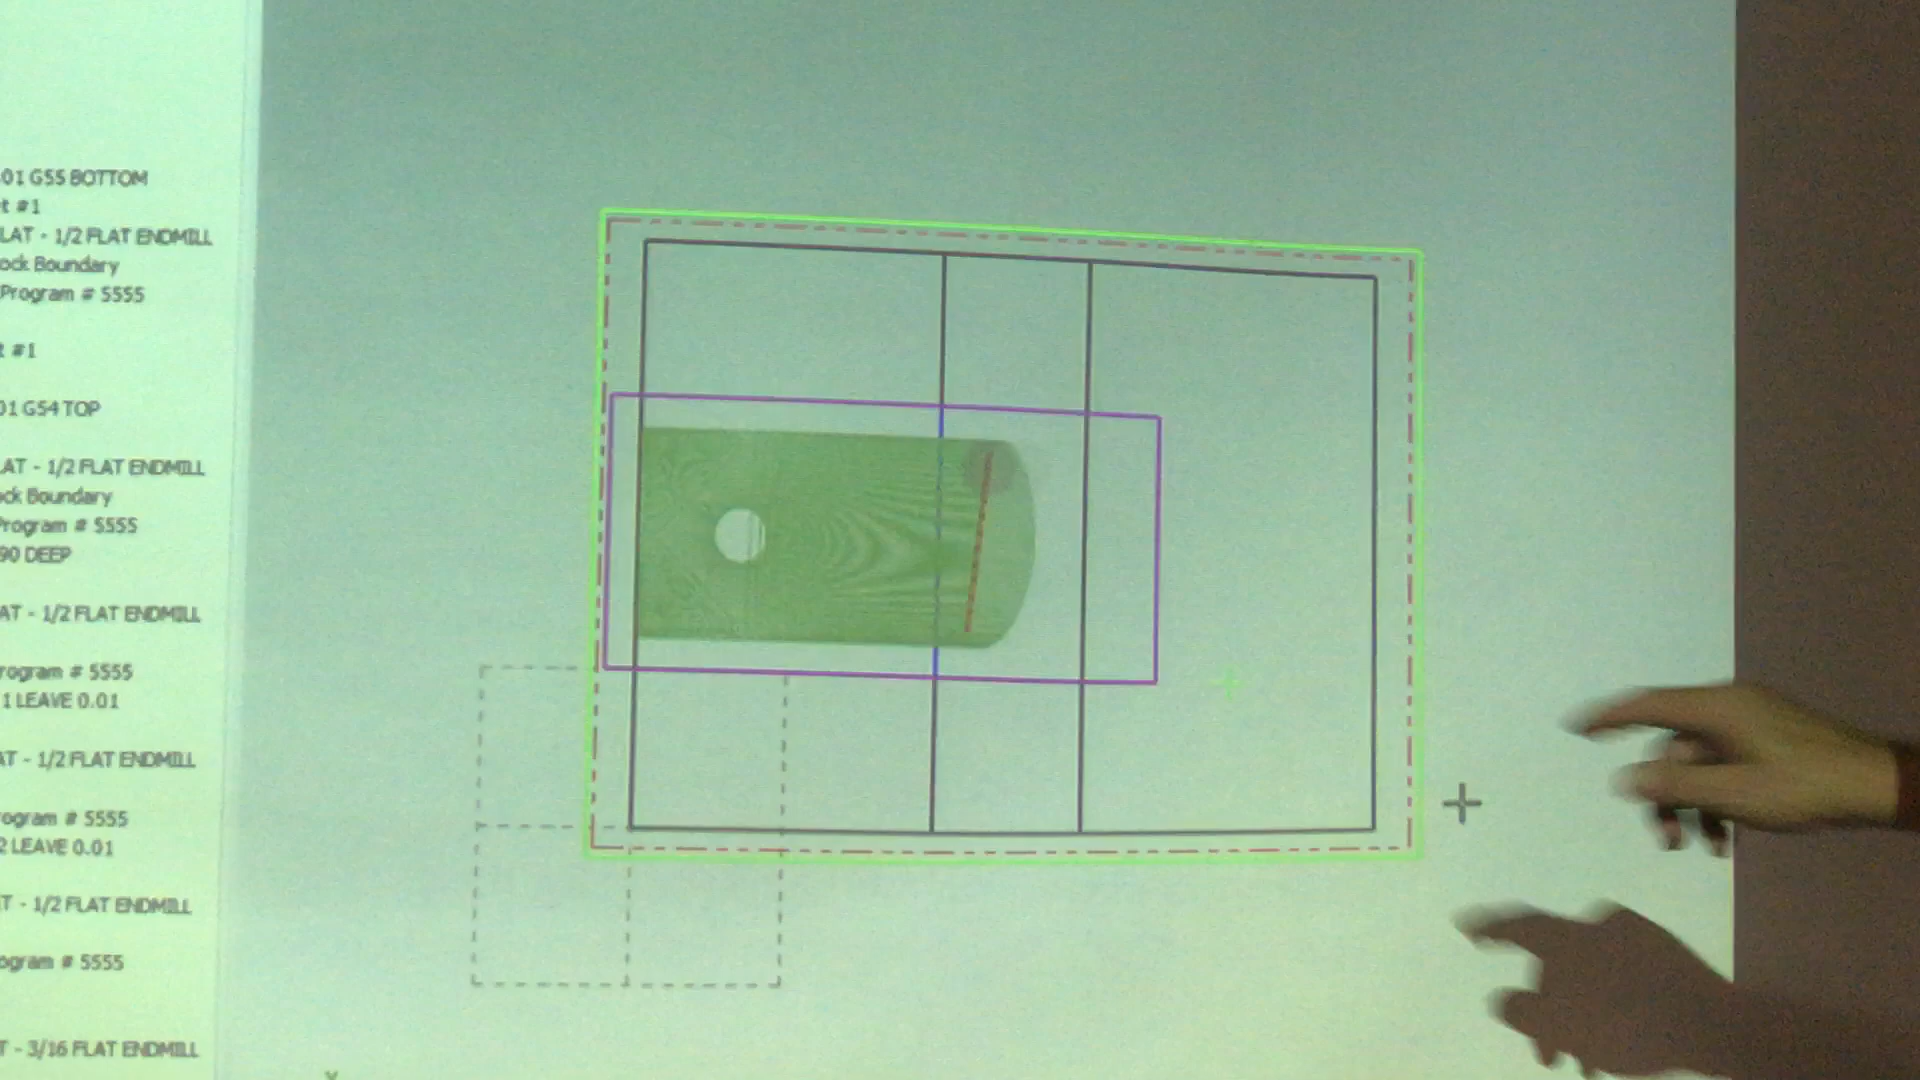 01 G55 BOTTOM
t #1
LAT - 1/2 FLAT ENDMILL
ock Boundary
Program # 5555
t #1
01 G54 TOP
LAT - 1/2 FLAT ENDMILL
ock Boundary
Program # 5555
90 DEEP
AT - 1/2 FLAT ENDMILL
rogram # 5555
1 LEAVE 0.01
AT - 1/2 FLAT ENDMILL
rogram # 5555
2 LEAVE 0.01
T - 1/2 FLAT ENDMILL
ogram # 5555
T - 3/16 FLAT ENDMILL
Y